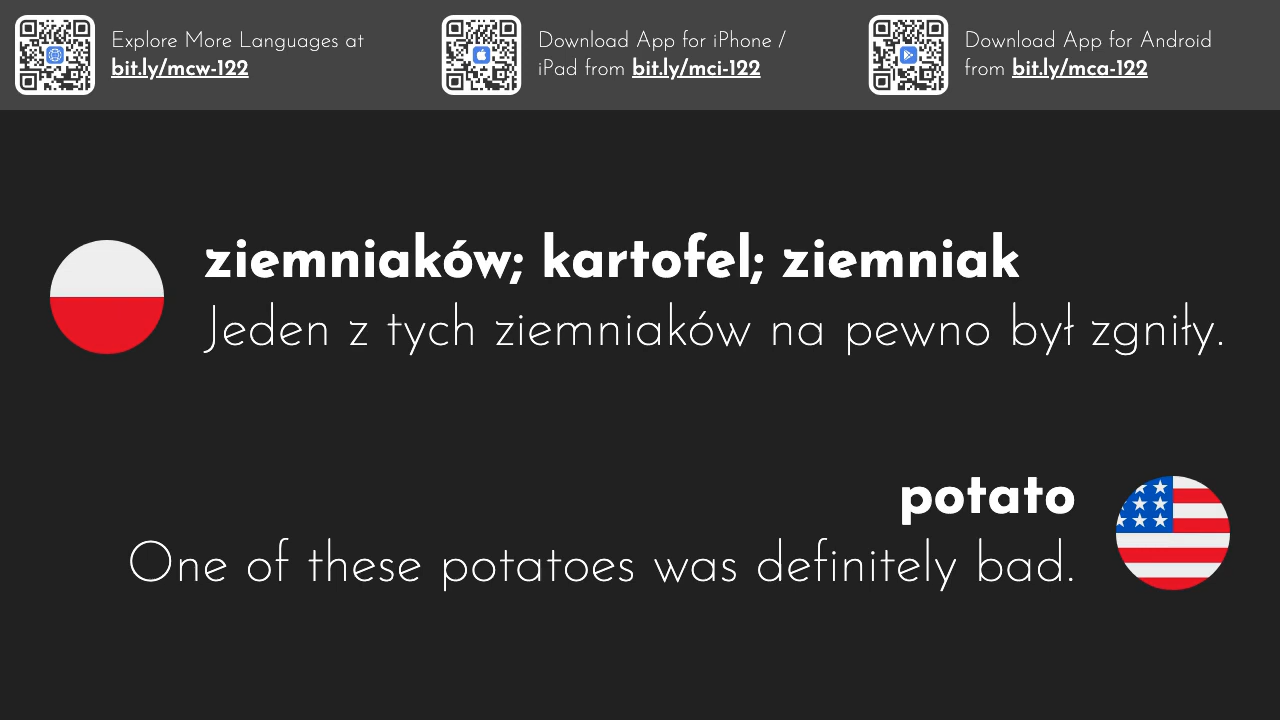 Explore More Languages at
bit.ly/mcw-122
Download App for iPhone /
iPad from bit.ly/mci-122
Download App for Android
from bit.ly/mca-122
ziemniaków; kartofel; ziemniak
Jeden z tych ziemniaków na pewno był zgniły.
potato
One of these potatoes was definitely bad.